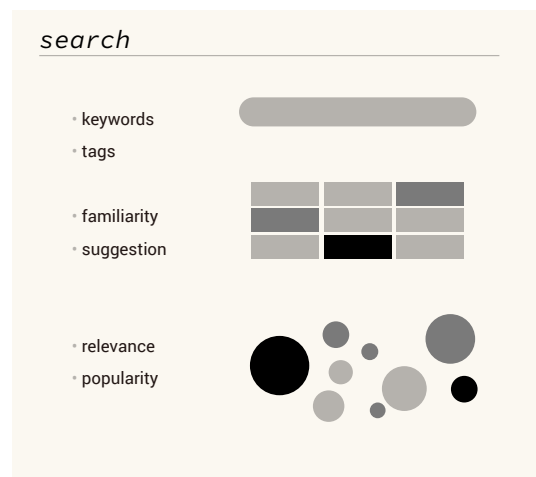 search
• keywords
• tags
• familiarity
• suggestion
• relevance
• popularity